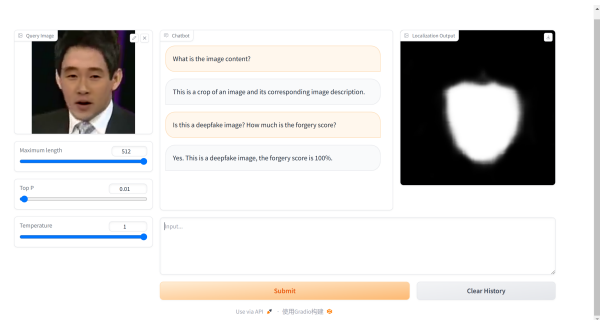 Query Image
Chatbot
Localization Output
What is the image content?
This is a crop of an image and its corresponding image description.
Is this a deepfake image? How much is the forgery score?
Yes. This is a deepfake image, the forgery score is 100%.
Maximum length
512
Top P
0.01
Temperature
1
Input...
Submit
Clear History
Use via API · 使用Gradio构建